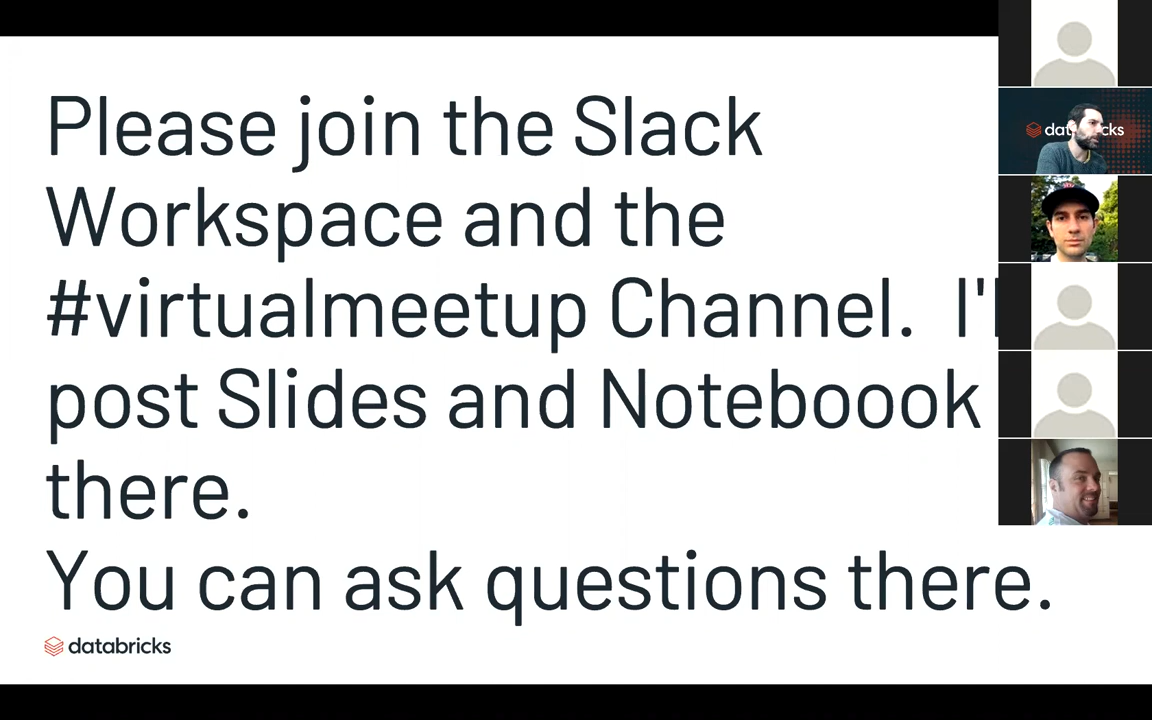 Please join the Slack
Workspace and the
#virtualmeetup Channel. I'l
post Slides and Noteboook
there.
You can ask questions there.
databricks